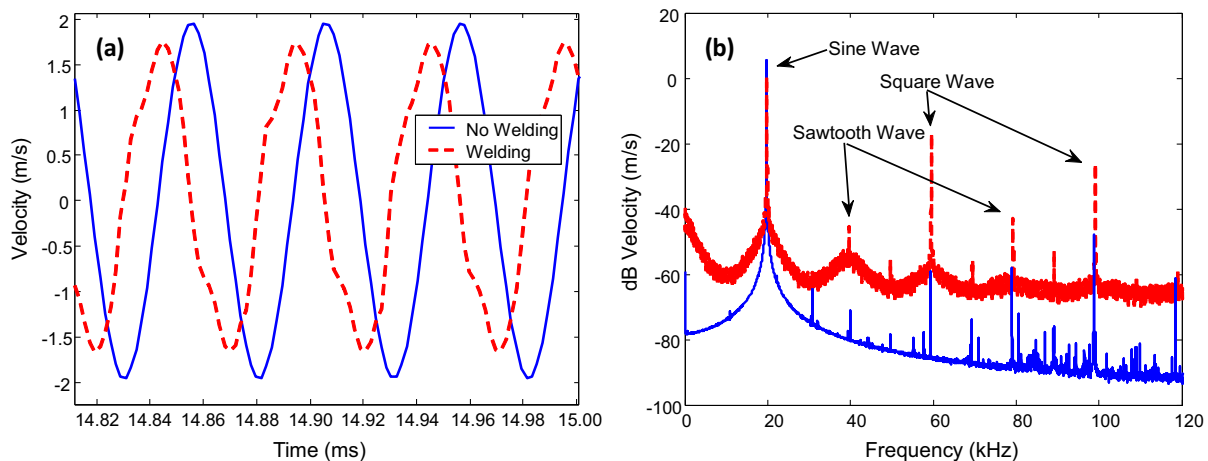 (a)
Velocity (m/s)
2
1.5
1
0.5
0
-0.5
-1
-1.5
-2
No Welding
Welding
14.82
14.84
14.86
14.88
14.90
14.92
14.94
14.96
14.98
15.00
Time (ms)
(b)
dB Velocity (m/s)
0
-20
-40
-60
-80
-100
Sine Wave
Square Wave
Sawtooth Wave
0
20
40
60
80
100
120
Frequency (kHz)